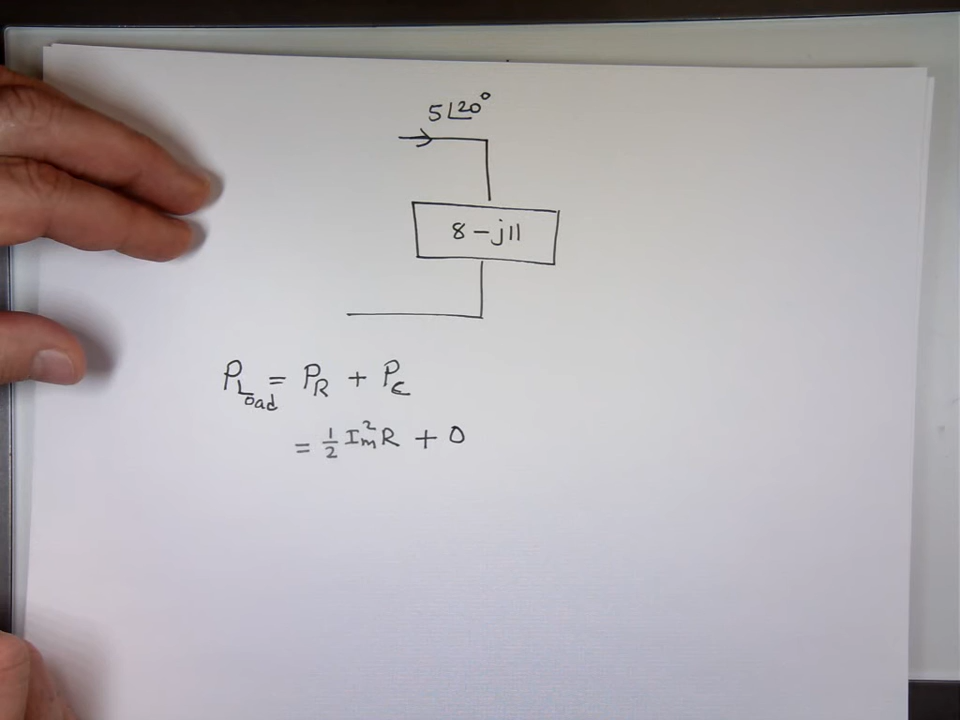 5∠20°
8 − j11
P_Load = P_R + P_C
= ½ I_m² R + 0